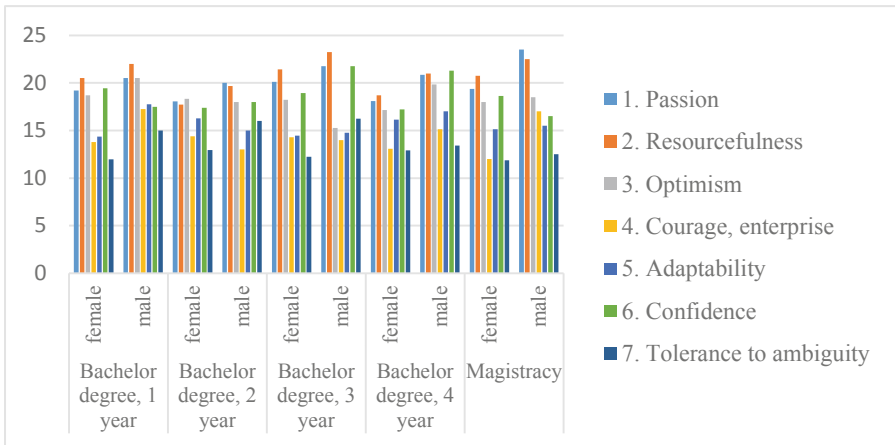 25
20
15
10
5
0
female
male
female
male
female
male
female
male
female
male
Bachelor
degree, 1
year
Bachelor
degree, 2
year
Bachelor
degree, 3
year
Bachelor
degree, 4
year
Magistracy
1. Passion
2. Resourcefulness
3. Optimism
4. Courage, enterprise
5. Adaptability
6. Confidence
7. Tolerance to ambiguity